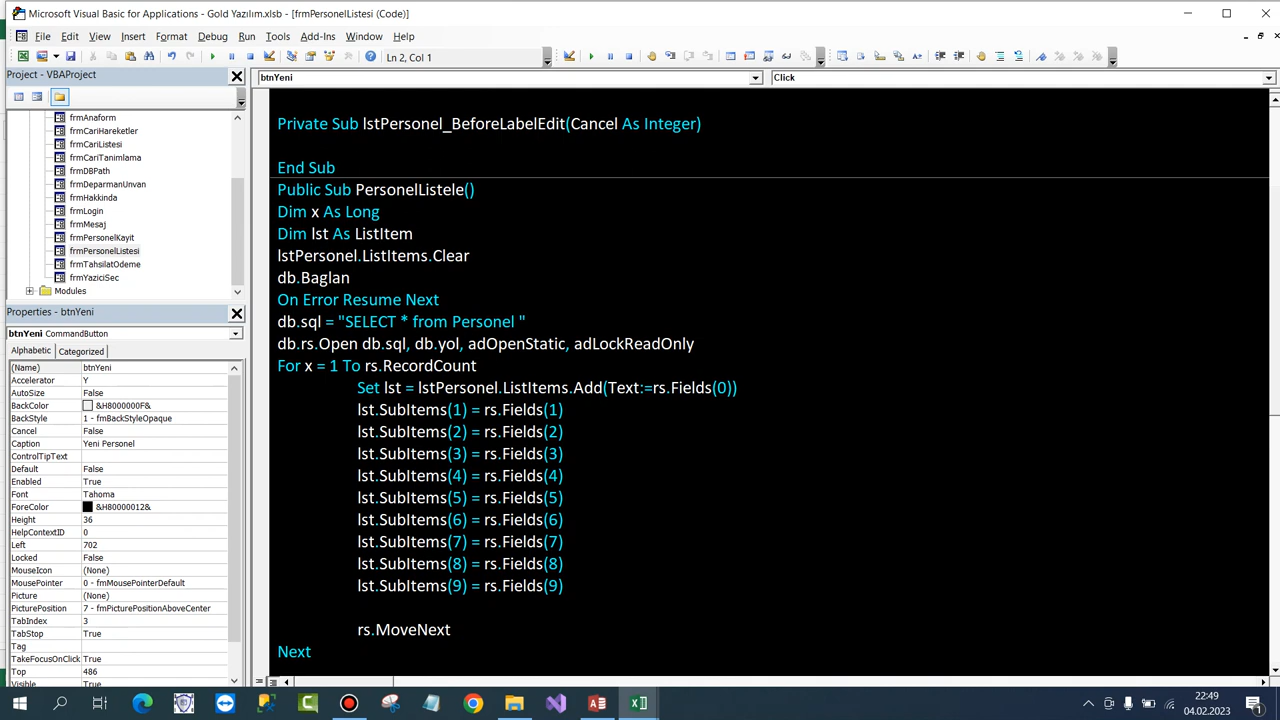 Microsoft Visual Basic for Applications - Gold Yazılım.xlsb - [frmPersonelListesi (Code)]
File Edit View Insert Format Debug Run Tools Add-Ins Window Help
Ln 2, Col 1
Project - VBAProject
frmAnaform
frmCariHareketler
frmCariListesi
frmCariTanimlama
frmDBPath
frmDeparmanUnvan
frmHakkinda
frmLogin
frmMesaj
frmPersonelKayit
frmPersonelListesi
frmTahsilatOdeme
frmYaziciSec
Modules
Properties - btnYeni
btnYeni CommandButton
Alphabetic Categorized
(Name) btnYeni
Accelerator Y
AutoSize False
BackColor &H8000000F&
BackStyle 1 - fmBackStyleOpaque
Cancel False
Caption Yeni Personel
ControlTipText
Default False
Enabled True
Font Tahoma
ForeColor &H80000012&
Height 36
HelpContextID 0
Left 702
Locked False
MouseIcon (None)
MousePointer 0 - fmMousePointerDefault
Picture (None)
PicturePosition 7 - fmPicturePositionAboveCenter
TabIndex 3
TabStop True
Tag
TakeFocusOnClick True
Top 486
Visible True
btnYeni Click
Private Sub lstPersonel_BeforeLabelEdit(Cancel As Integer)
End Sub
Public Sub PersonelListele()
Dim x As Long
Dim lst As ListItem
lstPersonel.ListItems.Clear
db.Baglan
On Error Resume Next
db.sql = "SELECT * from Personel "
db.rs.Open db.sql, db.yol, adOpenStatic, adLockReadOnly
For x = 1 To rs.RecordCount
Set lst = lstPersonel.ListItems.Add(Text:=rs.Fields(0))
lst.SubItems(1) = rs.Fields(1)
lst.SubItems(2) = rs.Fields(2)
lst.SubItems(3) = rs.Fields(3)
lst.SubItems(4) = rs.Fields(4)
lst.SubItems(5) = rs.Fields(5)
lst.SubItems(6) = rs.Fields(6)
lst.SubItems(7) = rs.Fields(7)
lst.SubItems(8) = rs.Fields(8)
lst.SubItems(9) = rs.Fields(9)
rs.MoveNext
Next
22:49
04.02.2023